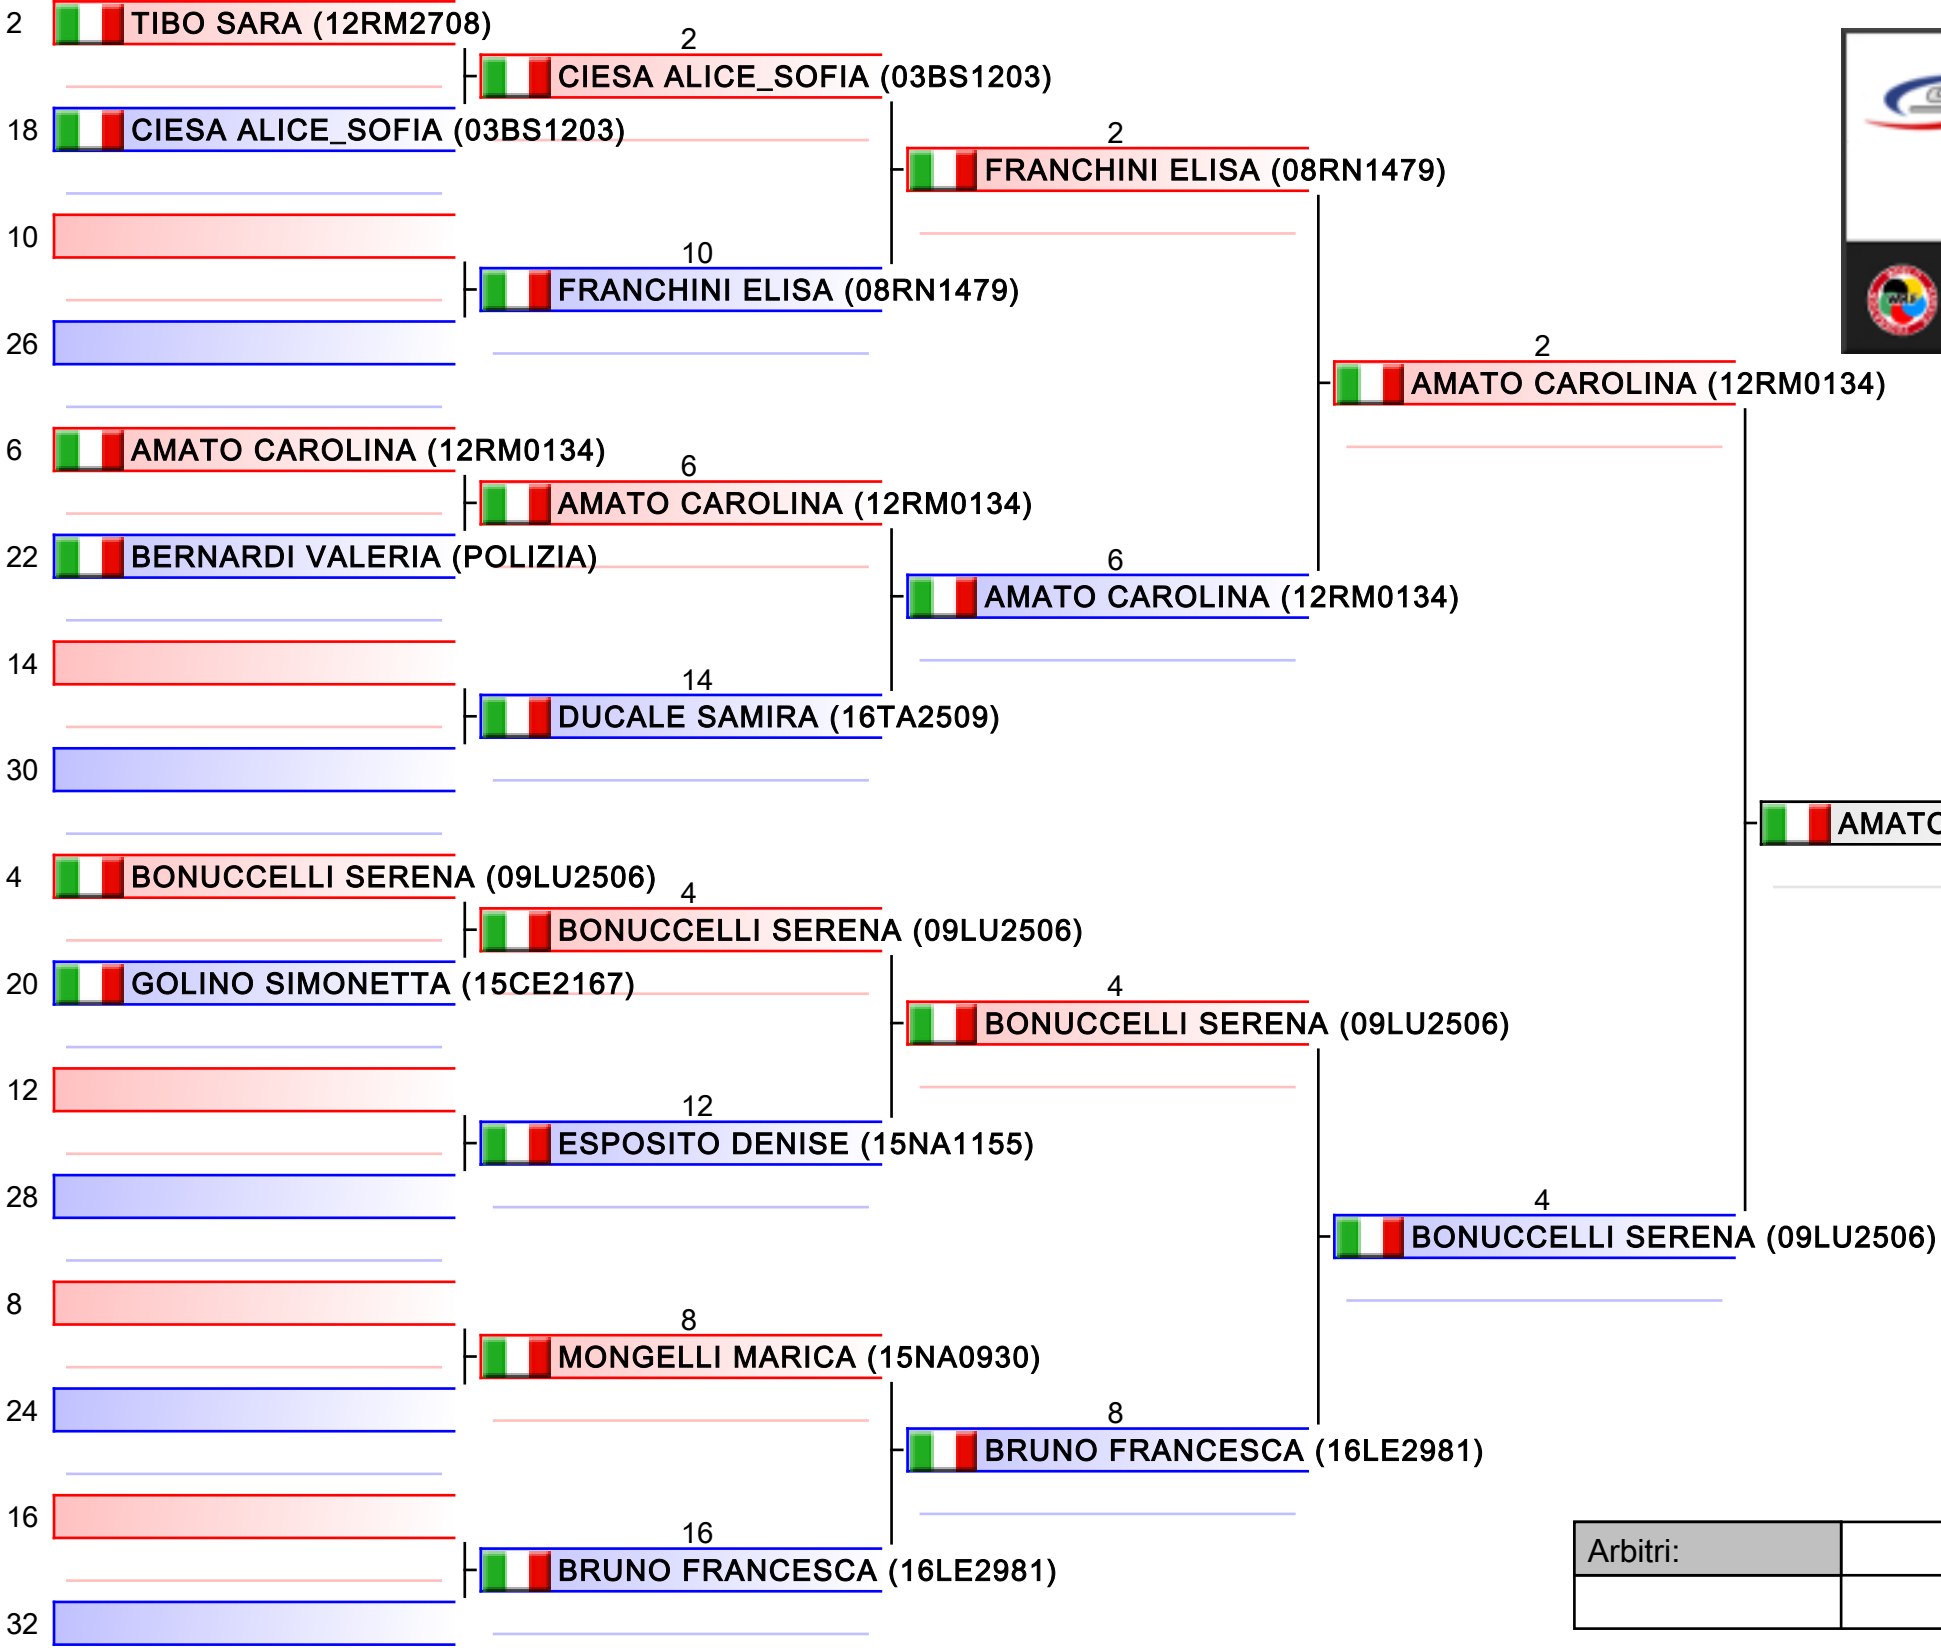 2 TIBO SARA (12RM2708)
2
CIESA ALICE_SOFIA (03BS1203)
18 CIESA ALICE_SOFIA (03BS1203)
2
FRANCHINI ELISA (08RN1479)
10
10
FRANCHINI ELISA (08RN1479)
26
2
AMATO CAROLINA (12RM0134)
6 AMATO CAROLINA (12RM0134)
6
AMATO CAROLINA (12RM0134)
22 BERNARDI VALERIA (POLIZIA)
6
AMATO CAROLINA (12RM0134)
14
14
DUCALE SAMIRA (16TA2509)
30
AMATO
4 BONUCCELLI SERENA (09LU2506)
4
BONUCCELLI SERENA (09LU2506)
20 GOLINO SIMONETTA (15CE2167)
4
BONUCCELLI SERENA (09LU2506)
12
12
ESPOSITO DENISE (15NA1155)
28
4
BONUCCELLI SERENA (09LU2506)
8
8
MONGELLI MARICA (15NA0930)
24
8
BRUNO FRANCESCA (16LE2981)
16
16
BRUNO FRANCESCA (16LE2981)
Arbitri:
32